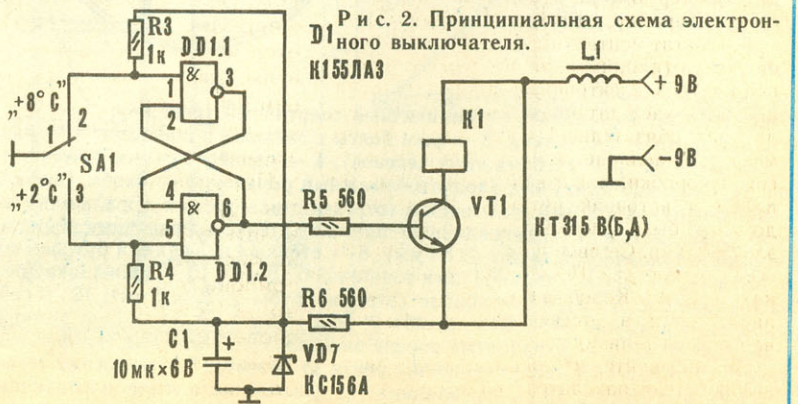 Рис. 2. Принципиальная схема электрон-
ного выключателя.
D1
К155ЛА3
R3
1к
DD1.1
&
1
2
3
„+8°C”
1
2
SA1
„+2°C”
3
4
5
&
6
DD1.2
R4
1к
R5 560
R6 560
C1
+
10мк×6В
VD7
КС156А
K1
VT1
L1
+ 9В
−9В
КТ315 В(Б,А)